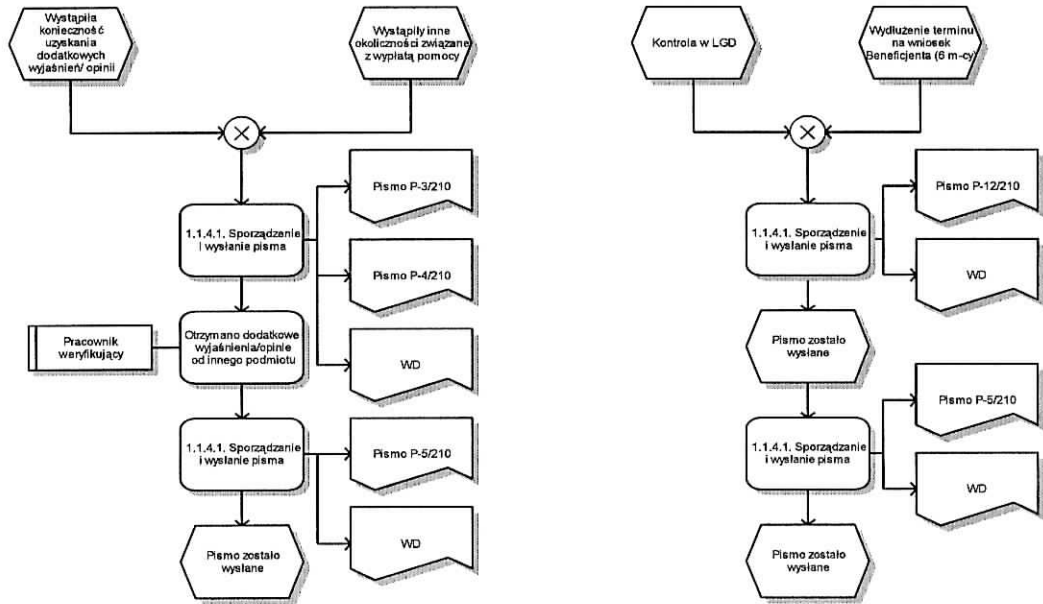 Wystąpiła
konieczność
uzyskania
dodatkowych
wyjaśnień/ opinii
Wystąpiły inne
okoliczności związane
z wypłatą pomocy
Pismo P-3/210
1.1.4.1. Sporządzenie
i wysłanie pisma
Pismo P-4/210
Pracownik
weryfikujący
Otrzymano dodatkowe
wyjaśnienia/opinie
od innego podmiotu
WD
1.1.4.1. Sporządzanie
i wysłanie pisma
Pismo P-5/210
WD
Pismo zostało
wysłane
Kontrola w LGD
Wydłużenie terminu
na wniosek
Beneficjenta (6 m-cy)
Pismo P-12/210
1.1.4.1. Sporządzanie
i wysłanie pisma
WD
Pismo zostało
wysłane
Pismo P-5/210
1.1.4.1. Sporządzanie
i wysłanie pisma
WD
Pismo zostało
wysłane